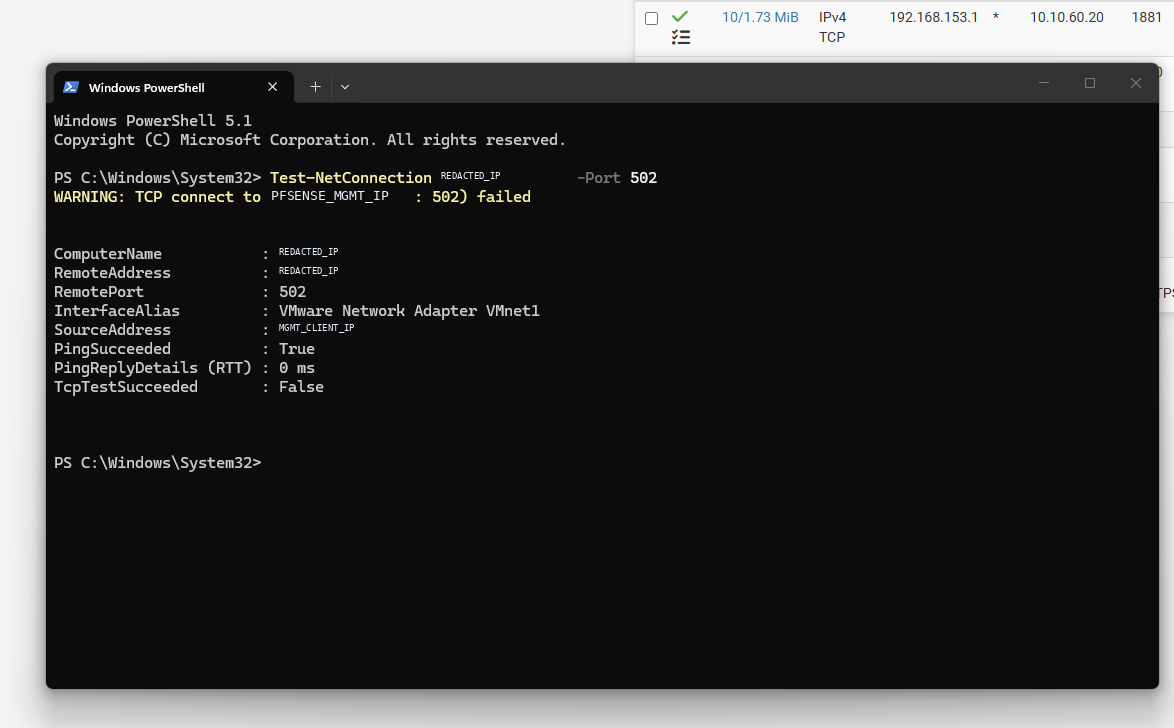 10/1.73 MiB IPv4 TCP 192.168.153.1 * 10.10.60.20 1881
Windows PowerShell
Windows PowerShell 5.1
Copyright (C) Microsoft Corporation. All rights reserved.
PS C:\Windows\System32> Test-NetConnection REDACTED_IP -Port 502
WARNING: TCP connect to PFSENSE_MGMT_IP : 502) failed
ComputerName : REDACTED_IP
RemoteAddress : REDACTED_IP
RemotePort : 502
InterfaceAlias : VMware Network Adapter VMnet1
SourceAddress : MGMT_CLIENT_IP
PingSucceeded : True
PingReplyDetails (RTT) : 0 ms
TcpTestSucceeded : False
PS C:\Windows\System32>